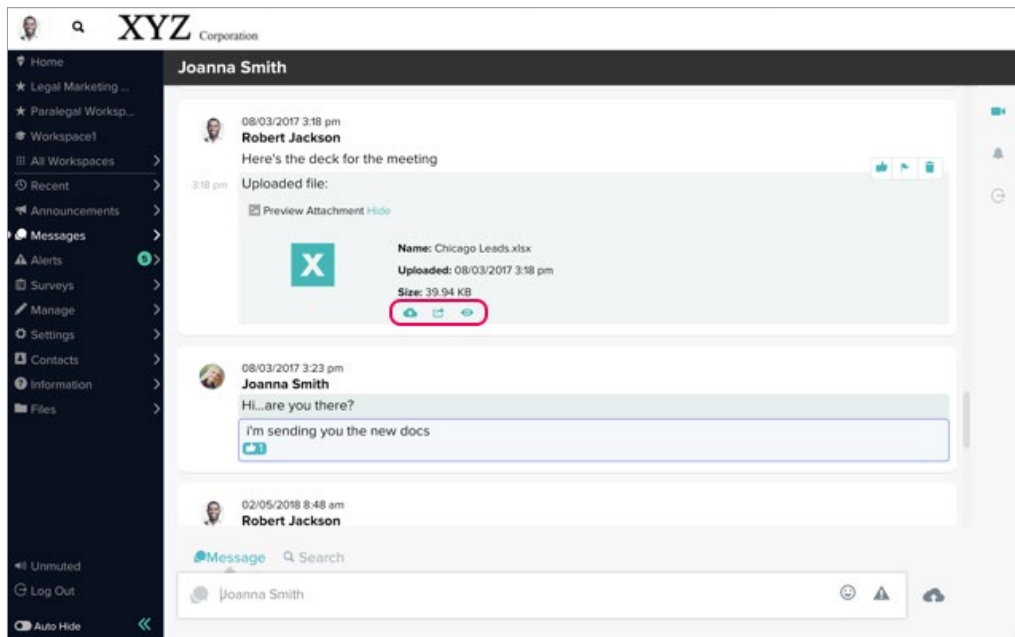 XYZ Corporation
Home
Legal Marketing ...
Paralegal Worksp...
Workspace1
All Workspaces
Recent
Announcements
Messages
Alerts 5
Surveys
Manage
Settings
Contacts
Information
Files
Unmuted
Log Out
Auto Hide
Joanna Smith
08/03/2017 3:18 pm
Robert Jackson
Here's the deck for the meeting
3:18 pm Uploaded file:
Preview Attachment Hide
X
Name: Chicago Leads.xlsx
Uploaded: 08/03/2017 3:18 pm
Size: 39.94 KB
08/03/2017 3:23 pm
Joanna Smith
Hi...are you there?
i'm sending you the new docs
1
02/05/2018 8:48 am
Robert Jackson
Message Search
Joanna Smith